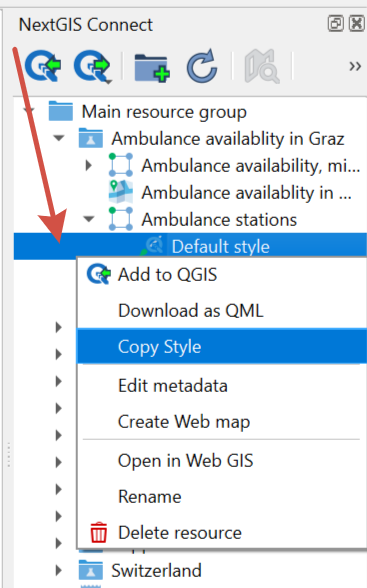 NextGIS Connect
Main resource group
Ambulance availablity in Graz
Ambulance availability, mi...
Ambulance availablity in ...
Ambulance stations
Default style
Add to QGIS
Download as QML
Copy Style
Edit metadata
Create Web map
Open in Web GIS
Rename
Delete resource
Switzerland